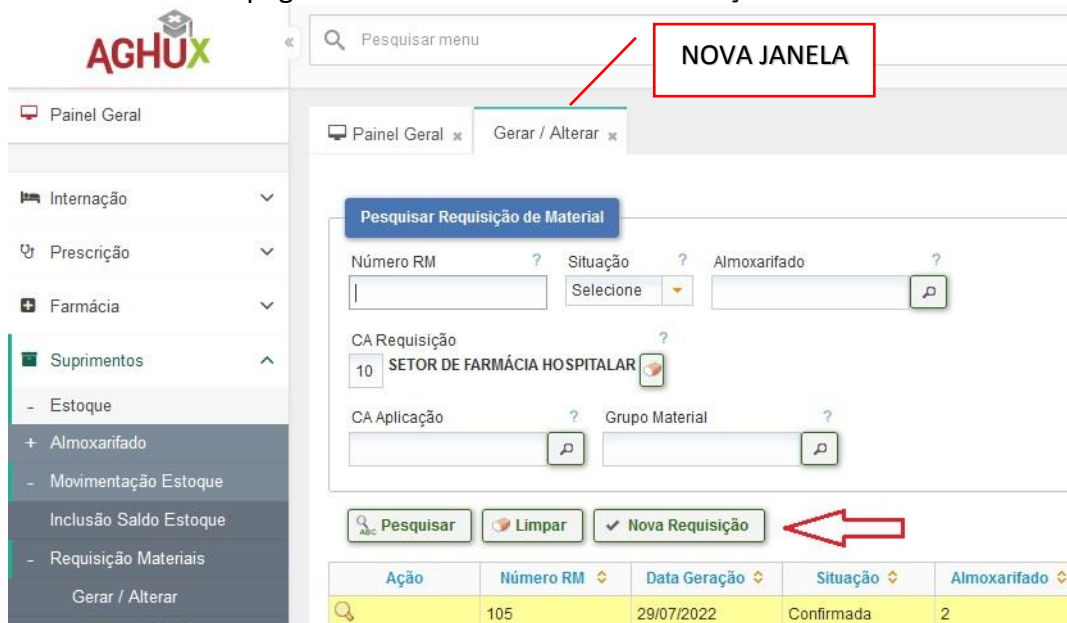 AGHUX
«
Pesquisar menu
NOVA JANELA
Painel Geral
Painel Geral × Gerar / Alterar ×
Internação
Prescrição
Farmácia
Suprimentos
- Estoque
+ Almoxarifado
- Movimentação Estoque
Inclusão Saldo Estoque
- Requisição Materiais
Gerar / Alterar
Pesquisar Requisição de Material
Número RM ? Situação ? Almoxarifado ?
Selecione
CA Requisição ?
10 SETOR DE FARMÁCIA HOSPITALAR
CA Aplicação ? Grupo Material ?
ABC Pesquisar Limpar Nova Requisição
Ação Número RM Data Geração Situação Almoxarifado
105 29/07/2022 Confirmada 2